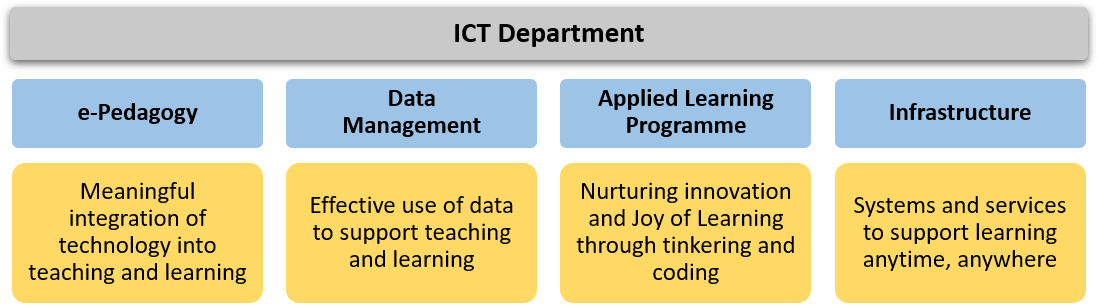 ICT Department
e-Pedagogy
Data
Management
Applied Learning
Programme
Infrastructure
Meaningful
integration of
technology into
teaching and learning
Effective use of data
to support teaching
and learning
Nurturing innovation
and Joy of Learning
through tinkering and
coding
Systems and services
to support learning
anytime, anywhere